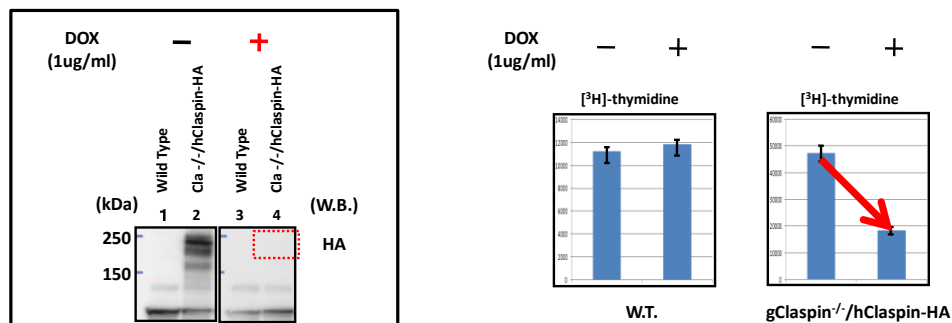 DOX
(1ug/ml)
−
+
Wild Type
Cla -/-/hClaspin-HA
Wild Type
Cla -/-/hClaspin-HA
(kDa)
1
2
3
4
(W.B.)
250
150
HA
DOX
(1ug/ml)
−
+
−
+
[³H]-thymidine
14000
12000
10000
8000
6000
4000
2000
0
W.T.
[³H]-thymidine
60000
50000
40000
30000
20000
10000
0
gClaspin⁻/⁻/hClaspin-HA